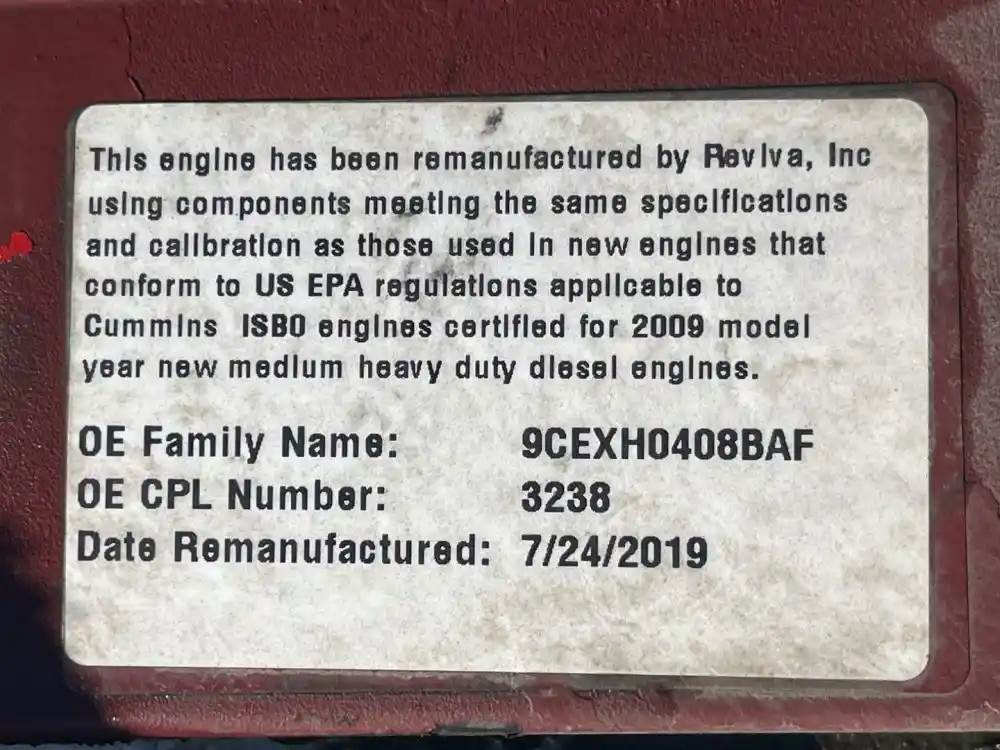 This engine has been remanufactured by Reviva, Inc
using components meeting the same specifications
and calibration as those used in new engines that
conform to US EPA regulations applicable to
Cummins ISB0 engines certified for 2009 model
year new medium heavy duty diesel engines.
OE Family Name: 9CEXH0408BAF
OE CPL Number: 3238
Date Remanufactured: 7/24/2019